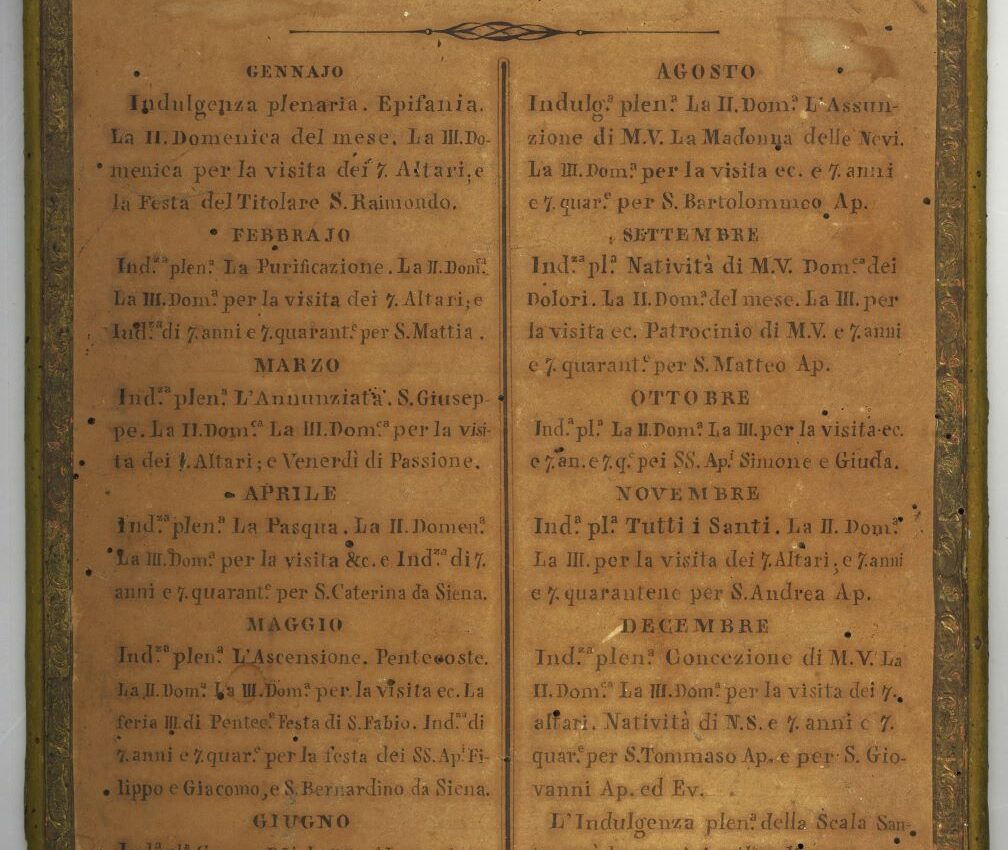 GENNAJO
Indulgenza plenaria. Epifania.
La II. Domenica del mese. La III. Do-
menica per la visita dei 7. Altari, e
la Festa del Titolare S. Raimondo.
FEBBRAJO
Ind.za plen.a La Purificazione. La II. Dom.ca
La III. Dom.a per la visita dei 7. Altari; e
Ind.za di 7. anni e 7. quarant.e per S. Mattia.
MARZO
Ind.za plen.a L'Annunziata. S. Giusep-
pe. La II. Dom.ca La III. Dom.ca per la visi-
ta dei 7. Altari; e Venerdì di Passione.
APRILE
Ind.za plen.a La Pasqua. La II. Domen.a
La III. Dom.a per la visita &c. e Ind.za di 7.
anni e 7. quarant.e per S. Caterina da Siena.
MAGGIO
Ind.za plen.a L'Ascensione. Pentecoste.
La II. Dom.a La III. Dom.a per la visita ec. La
feria III. di Pentec.e Festa di S. Fabio. Ind.za di
7. anni e 7. quar.e per la festa dei SS. Ap.i Fi-
lippo e Giacomo, e S. Bernardino da Siena.
GIUGNO
AGOSTO
Indulg.a plen.a La II. Dom.a L'Assun-
zione di M.V. La Madonna delle Nevi.
La III. Dom.a per la visita ec. e 7. anni
e 7. quar.e per S. Bartolommeo Ap.
SETTEMBRE
Ind.za pl.a Natività di M.V. Dom.ca dei
Dolori. La II. Dom.a del mese. La III. per
la visita ec. Patrocinio di M.V. e 7. anni
e 7. quarant.e per S. Matteo Ap.
OTTOBRE
Ind.a pl.a La II. Dom.a La III. per la visita ec.
e 7. an. e 7. q.e pei SS. Ap.i Simone e Giuda.
NOVEMBRE
Ind.a pl.a Tutti i Santi. La II. Dom.a
La III. per la visita dei 7. Altari, e 7. anni
e 7. quarantene per S. Andrea Ap.
DECEMBRE
Ind.za plen.a Concezione di M.V. La
II. Dom.ca La III. Dom.a per la visita dei 7.
altari. Natività di N.S. e 7. anni e 7.
quar.e per S. Tommaso Ap. e per S. Gio-
vanni Ap. ed Ev.
L'Indulgenza plen.a della Scala San-